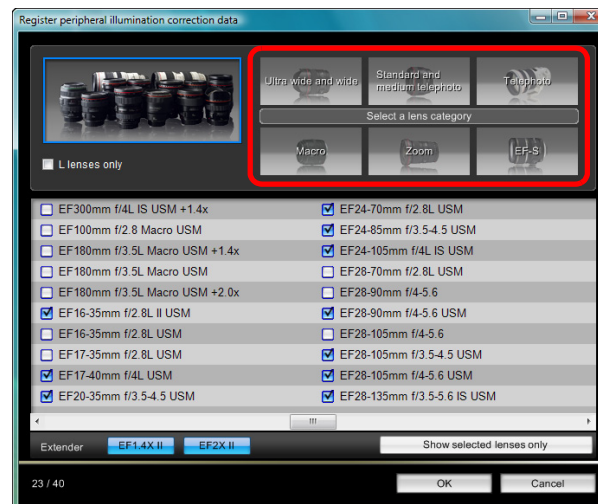 Register peripheral illumination correction data
Ultra wide and wide
Standard and
medium telephoto
Telephoto
Select a lens category
Macro
Zoom
EF-S
L lenses only
EF300mm f/4L IS USM +1.4x
EF24-70mm f/2.8L USM
EF100mm f/2.8 Macro USM
EF24-85mm f/3.5-4.5 USM
EF180mm f/3.5L Macro USM +1.4x
EF24-105mm f/4L IS USM
EF180mm f/3.5L Macro USM
EF28-70mm f/2.8L USM
EF180mm f/3.5L Macro USM +2.0x
EF28-90mm f/4-5.6
EF16-35mm f/2.8L II USM
EF28-90mm f/4-5.6 USM
EF16-35mm f/2.8L USM
EF28-105mm f/4-5.6
EF17-35mm f/2.8L USM
EF28-105mm f/3.5-4.5 USM
EF17-40mm f/4L USM
EF28-105mm f/4-5.6 USM
EF20-35mm f/3.5-4.5 USM
EF28-135mm f/3.5-5.6 IS USM
Extender
EF1.4X II
EF2X II
Show selected lenses only
23 / 40
OK
Cancel